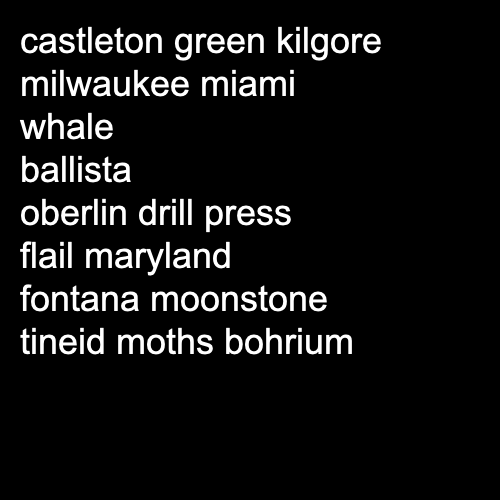 castleton green kilgore
milwaukee miami
whale
ballista
oberlin drill press
flail maryland
fontana moonstone
tineid moths bohrium